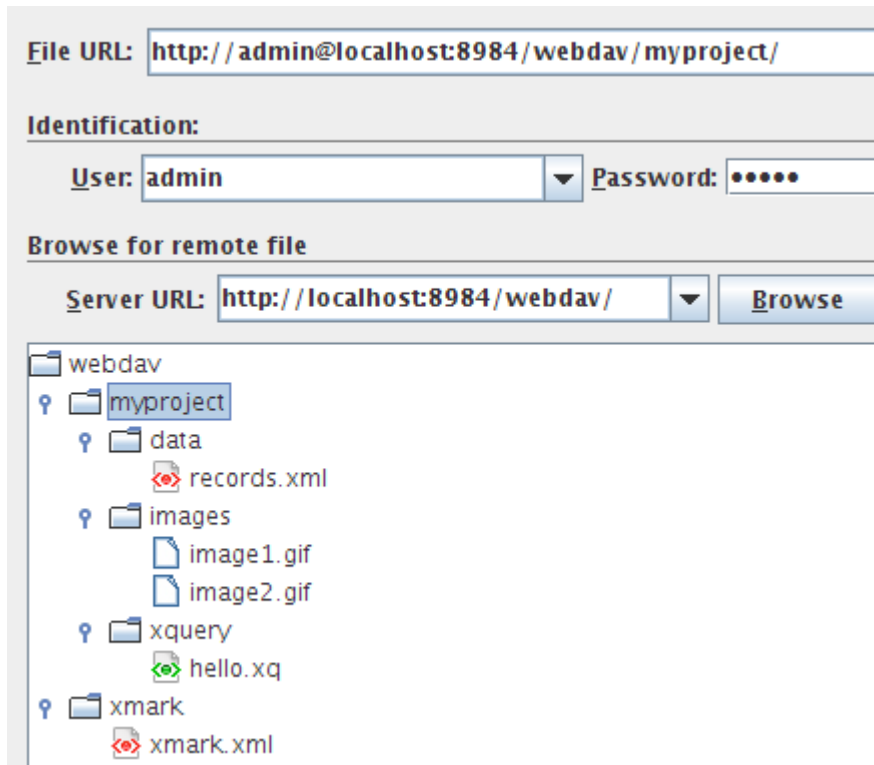 File URL: http://admin@localhost:8984/webdav/myproject/
Identification:
User: admin Password: •••••
Browse for remote file
Server URL: http://localhost:8984/webdav/ Browse
webdav
myproject
data
records.xml
images
image1.gif
image2.gif
xquery
hello.xq
xmark
xmark.xml